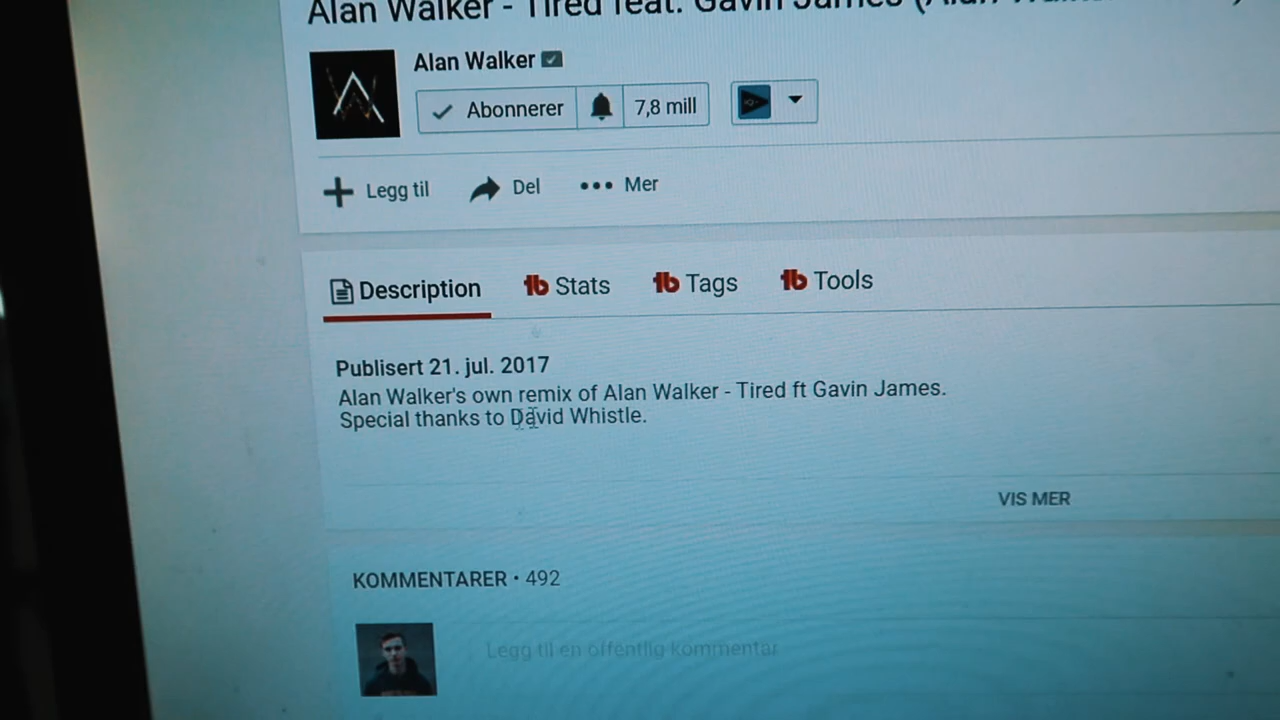 Alan Walker - Tired feat. Gavin James (Alan
Alan Walker
Abonnerer 7,8 mill
Legg til Del Mer
Description Stats Tags Tools
Publisert 21. jul. 2017
Alan Walker's own remix of Alan Walker - Tired ft Gavin James.
Special thanks to David Whistle.
VIS MER
KOMMENTARER • 492
Legg til en offentlig kommentar